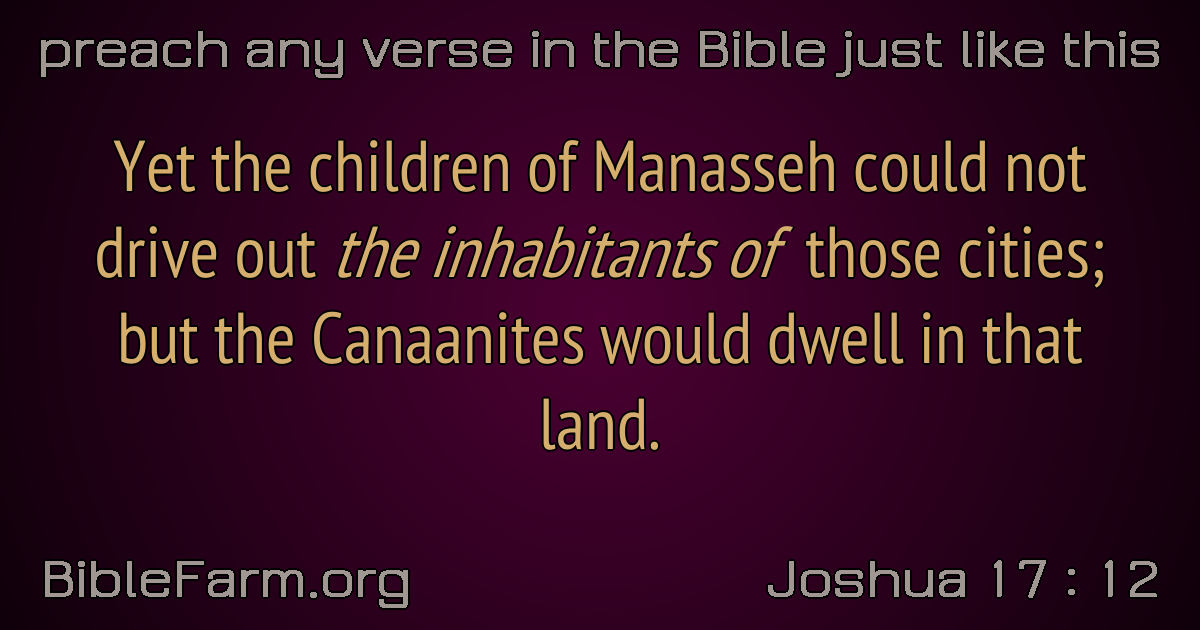 preach any verse in the Bible just like this
Yet the children of Manasseh could not
drive out the inhabitants of those cities;
but the Canaanites would dwell in that
land.
BibleFarm.org
Joshua 17 : 12